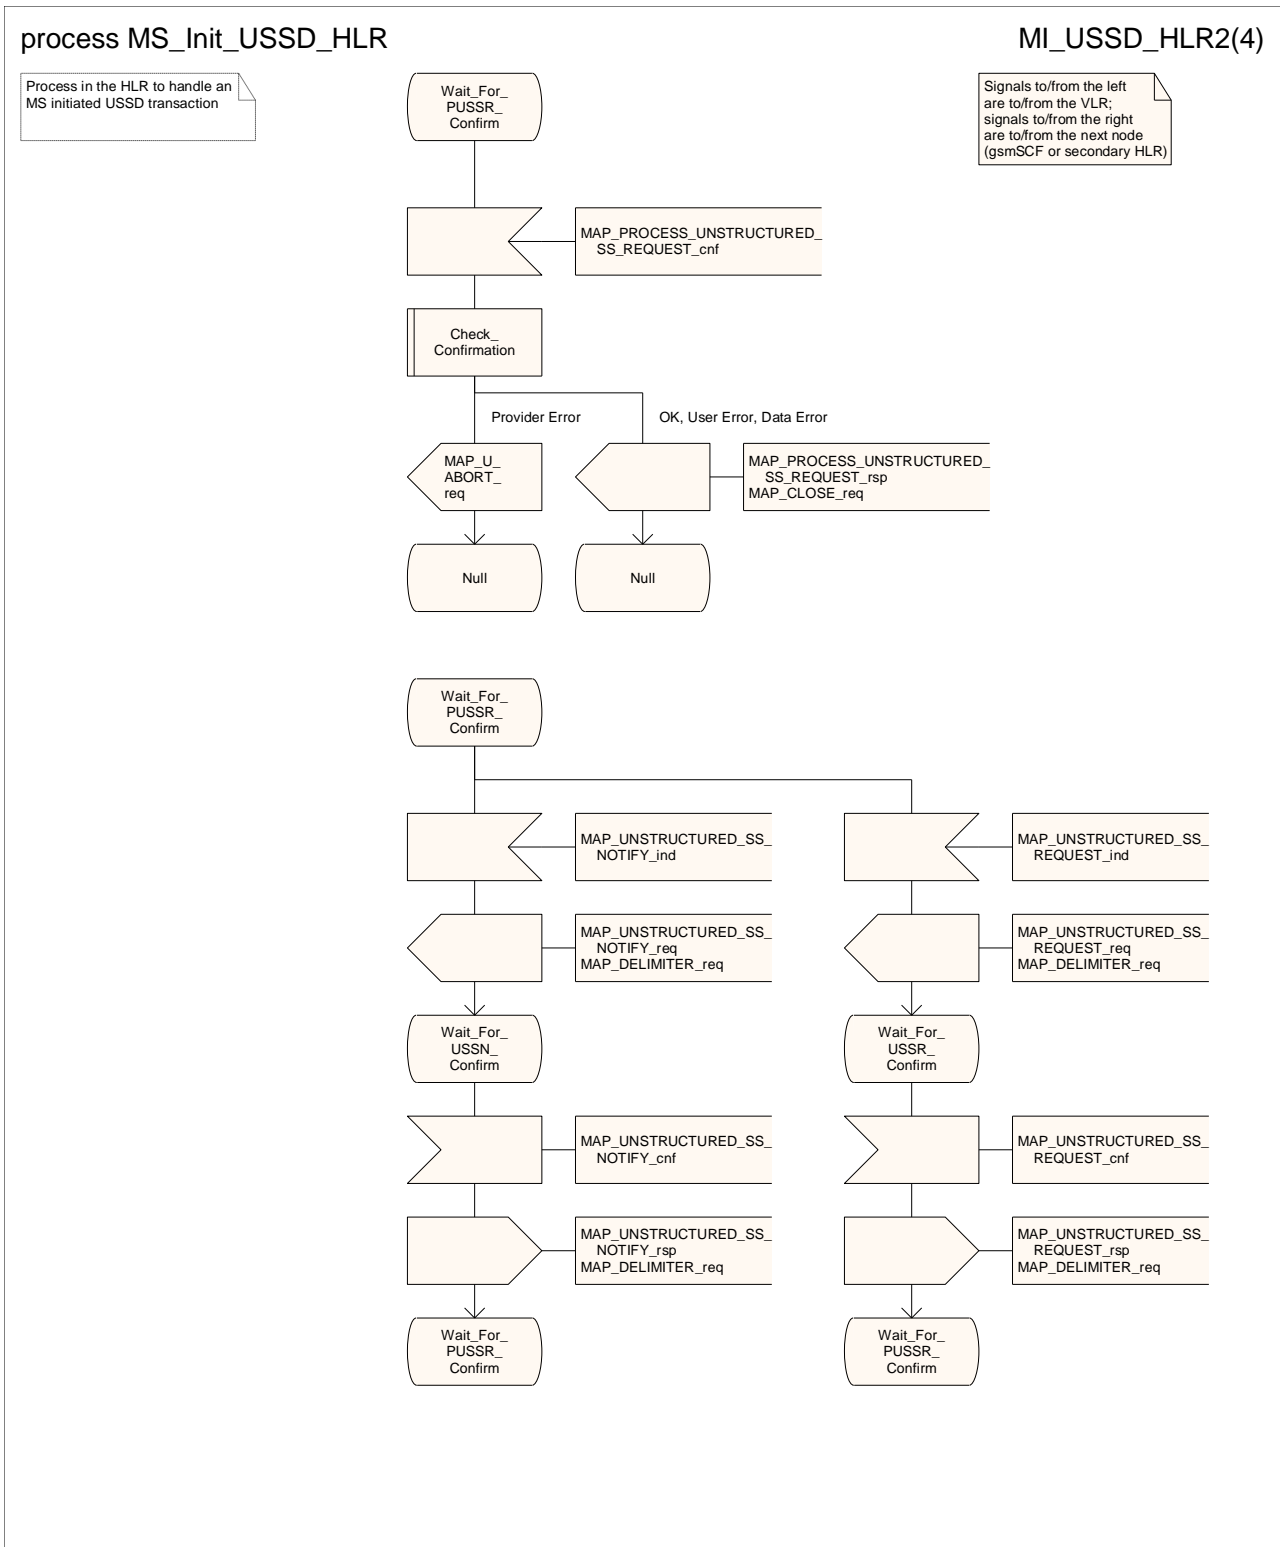 process MS_Init_USSD_HLR
MI_USSD_HLR2(4)
Process in the HLR to handle an
MS initiated USSD transaction
Signals to/from the left
are to/from the VLR;
signals to/from the right
are to/from the next node
(gsmSCF or secondary HLR)
Wait_For_
PUSSR_
Confirm
MAP_PROCESS_UNSTRUCTURED_
SS_REQUEST_cnf
Check_
Confirmation
Provider Error
OK, User Error, Data Error
MAP_U_
ABORT_
req
MAP_PROCESS_UNSTRUCTURED_
SS_REQUEST_rsp
MAP_CLOSE_req
Null
Null
Wait_For_
PUSSR_
Confirm
MAP_UNSTRUCTURED_SS_
NOTIFY_ind
MAP_UNSTRUCTURED_SS_
REQUEST_ind
MAP_UNSTRUCTURED_SS_
NOTIFY_req
MAP_DELIMITER_req
MAP_UNSTRUCTURED_SS_
REQUEST_req
MAP_DELIMITER_req
Wait_For_
USSN_
Confirm
Wait_For_
USSR_
Confirm
MAP_UNSTRUCTURED_SS_
NOTIFY_cnf
MAP_UNSTRUCTURED_SS_
REQUEST_cnf
MAP_UNSTRUCTURED_SS_
NOTIFY_rsp
MAP_DELIMITER_req
MAP_UNSTRUCTURED_SS_
REQUEST_rsp
MAP_DELIMITER_req
Wait_For_
PUSSR_
Confirm
Wait_For_
PUSSR_
Confirm